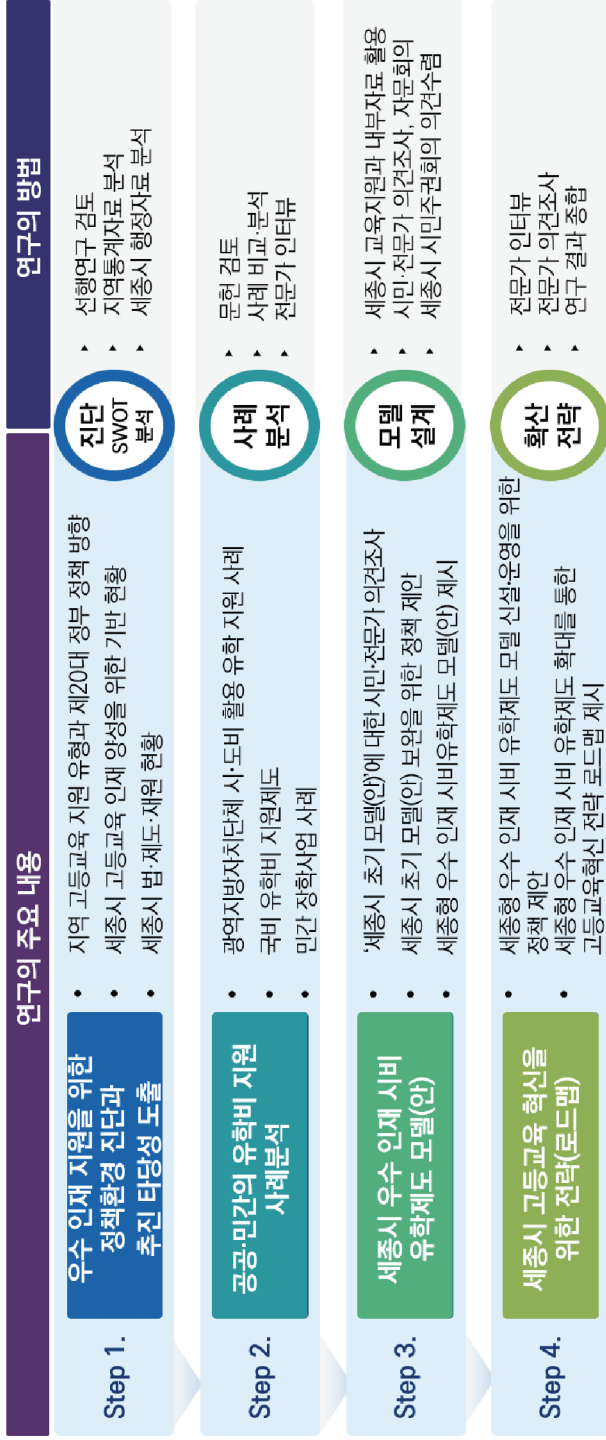 연구의 주요 내용
연구의 방법
Step 1.
우수 인재 지원을 위한
정책환경 진단과
추진 타당성 도출
• 지역 고등교육 지원 유형과 제20대 정부 정책 방향
• 세종시 고등교육 인재 양성을 위한 기반 현황
• 세종시 법·제도·재원 현황
진단
SWOT
분석
▸ 선행연구 검토
▸ 지역통계자료 분석
▸ 세종시 행정자료 분석
Step 2.
공공·민간의 유학비 지원
사례분석
• 광역지방자치단체 시·도비 활용 유학 지원 사례
• 국비 유학비 지원제도
• 민간 장학사업 사례
사례
분석
▸ 문헌 검토
▸ 사례 비교·분석
▸ 전문가 인터뷰
Step 3.
세종시 우수 인재 시비
유학제도 모델(안)
• '세종시 초기 모델(안)'에 대한 시민·전문가 의견조사
• 세종시 초기 모델(안) 보완을 위한 정책 제안
• 세종형 우수 인재 시비유학제도 모델(안) 제시
모델
설계
▸ 세종시 교육지원과 내부자료 활용
▸ 시민·전문가 의견조사, 자문회의
▸ 세종시 시민주권회의 의견수렴
Step 4.
세종시 고등교육 혁신을
위한 전략(로드맵)
• 세종형 우수 인재 시비 유학제도 모델 신설·운영을 위한
정책 제안
• 세종형 우수 인재 시비 유학제도 확대를 통한
고등교육혁신 전략 로드맵 제시
확산
전략
▸ 전문가 인터뷰
▸ 전문가 의견조사
▸ 연구 결과 종합